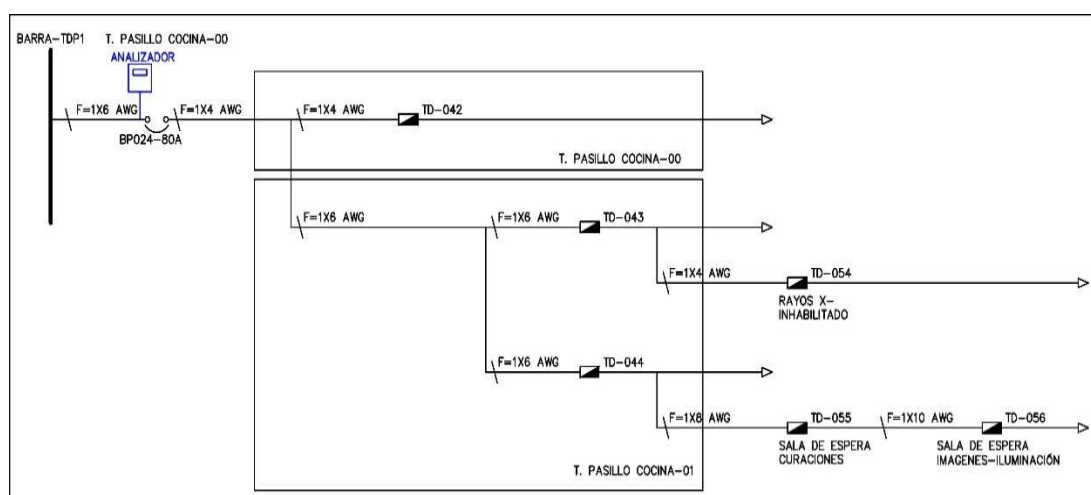 BARRA-TDP1
T. PASILLO COCINA-00
ANALIZADOR
F=1X6 AWG
F=1X4 AWG
BP024-80A
F=1X4 AWG
TD-042
T. PASILLO COCINA-00
F=1X6 AWG
F=1X6 AWG
TD-043
F=1X4 AWG
TD-054
RAYOS X-
INHABILITADO
F=1X6 AWG
TD-044
F=1X8 AWG
TD-055
F=1X10 AWG
TD-056
SALA DE ESPERA
CURACIONES
SALA DE ESPERA
IMAGENES-ILUMINACIÓN
T. PASILLO COCINA-01